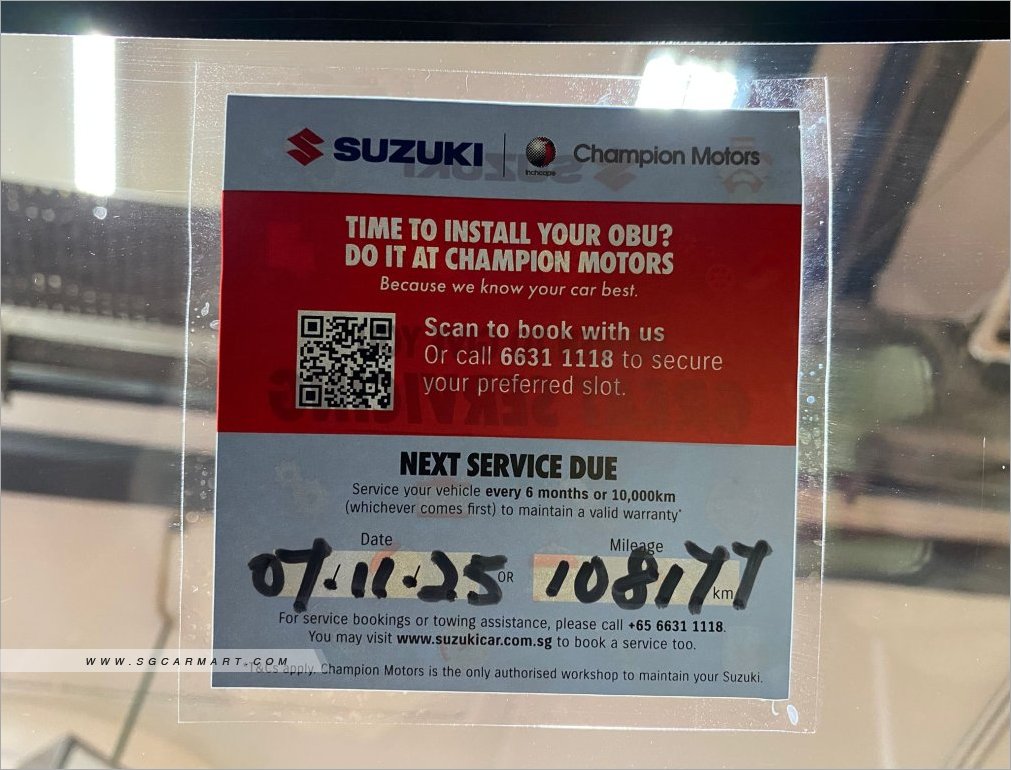 SUZUKI | Champion Motors
Inchcape
TIME TO INSTALL YOUR OBU?
DO IT AT CHAMPION MOTORS
Because we know your car best.
Scan to book with us
Or call 6631 1118 to secure
your preferred slot.
NEXT SERVICE DUE
Service your vehicle every 6 months or 10,000km
(whichever comes first) to maintain a valid warranty*
Date Mileage
07.11.25 OR 108177 km
For service bookings or towing assistance, please call +65 6631 1118.
You may visit www.suzukicar.com.sg to book a service too.
WWW.SGCARMART.COM
T&Cs apply. Champion Motors is the only authorised workshop to maintain your Suzuki.